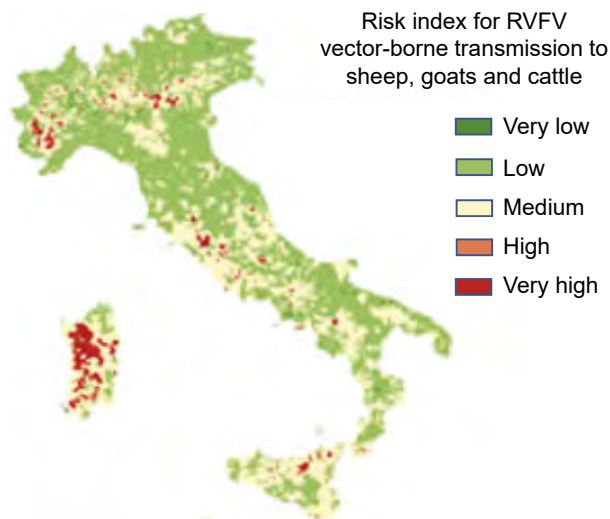 Risk index for RVFV
vector-borne transmission to
sheep, goats and cattle
Very low
Low
Medium
High
Very high